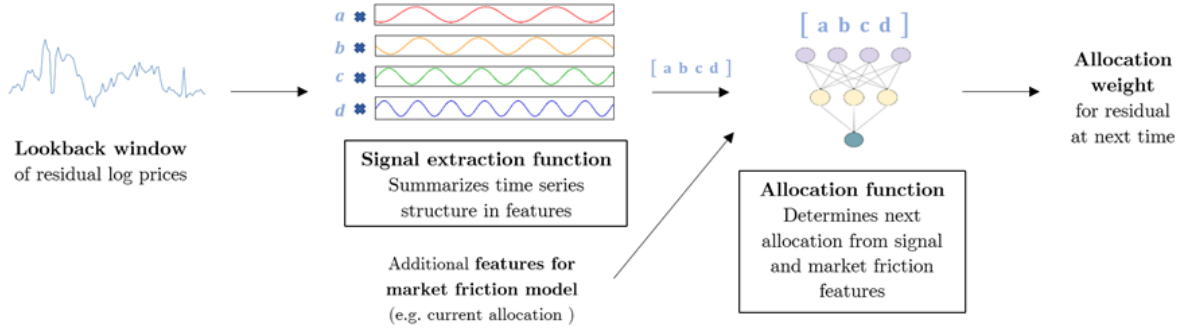 a ✖
b ✖
c ✖
d ✖
[ a b c d ]
[ a b c d ]
Lookback window
of residual log prices
Signal extraction function
Summarizes time series
structure in features
Additional features for
market friction model
(e.g. current allocation )
Allocation function
Determines next
allocation from signal
and market friction
features
Allocation
weight
for residual
at next time